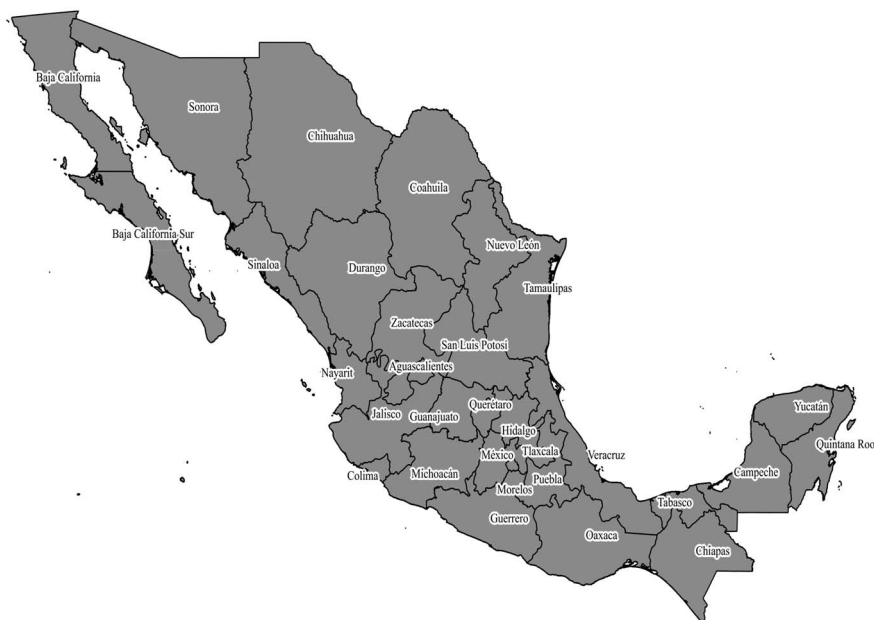 Baja California
Sonora
Chihuahua
Coahuila
Baja California Sur
Nuevo León
Sinaloa
Durango
Tamaulipas
Zacatecas
San Luis Potosí
Nayarit
Aguascalientes
Jalisco
Guanajuato
Querétaro
Yucatán
Hidalgo
Quintana Roo
México
Tlaxcala
Veracruz
Colima
Michoacán
Campeche
Morelos
Puebla
Tabasco
Guerrero
Oaxaca
Chiapas